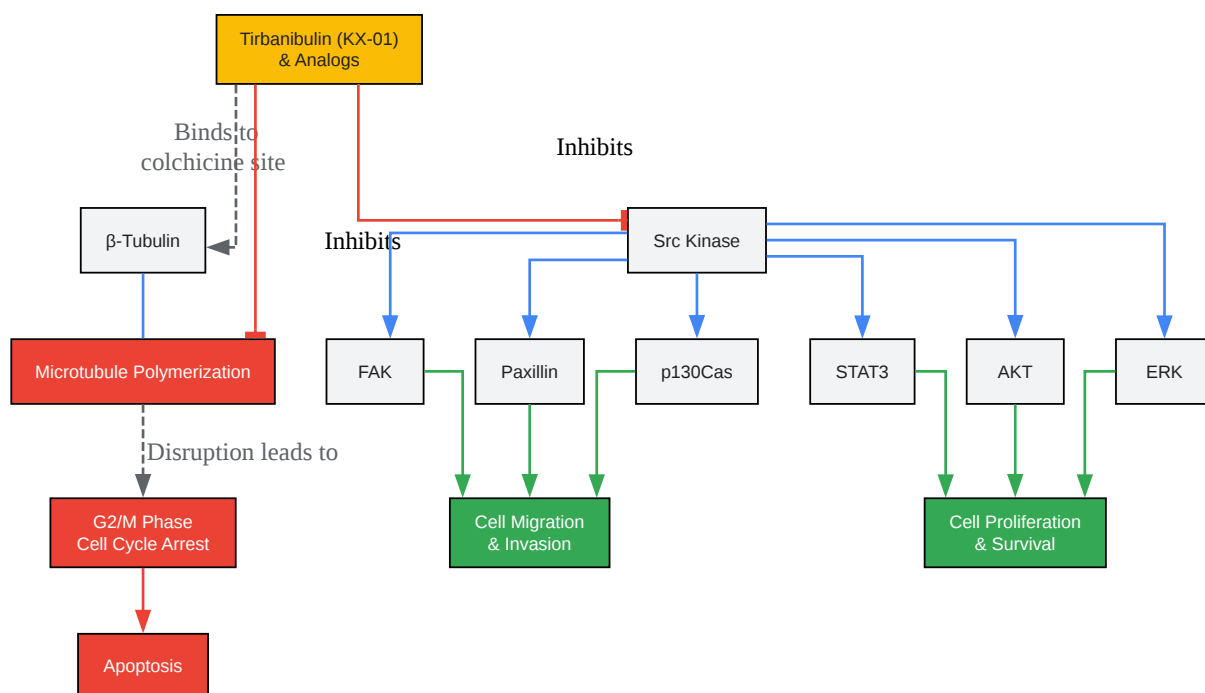 Tirbanibulin (KX-01)
& Analogs
Binds to
colchicine site
Inhibits
β-Tubulin
Inhibits
Src Kinase
Microtubule Polymerization
FAK
Paxillin
p130Cas
STAT3
AKT
ERK
Disruption leads to
G2/M Phase
Cell Cycle Arrest
Cell Migration
& Invasion
Cell Proliferation
& Survival
Apoptosis